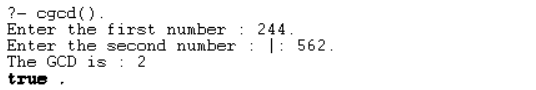 ?- cgcd().
Enter the first number : 244.
Enter the second number : |: 562.
The GCD is : 2
true .